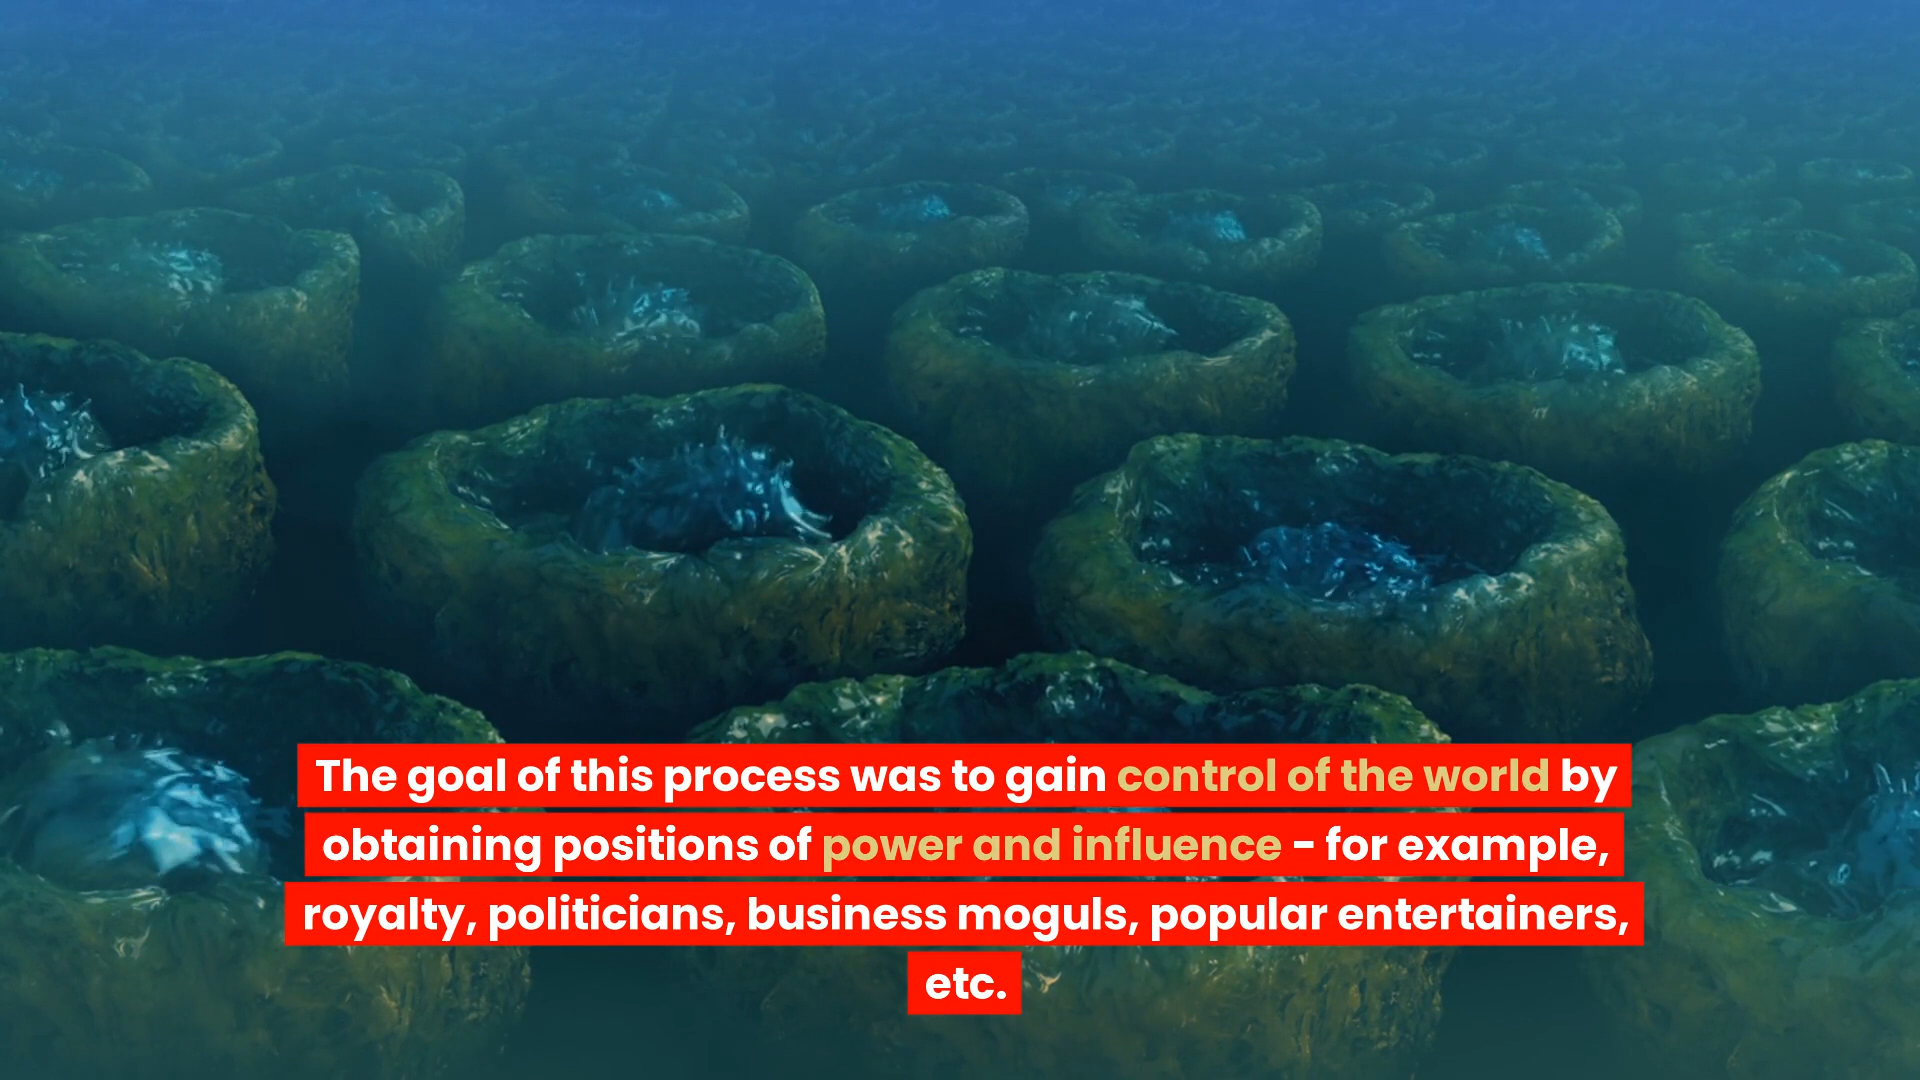 The goal of this process was to gain control of the world by
obtaining positions of power and influence - for example,
royalty, politicians, business moguls, popular entertainers,
etc.